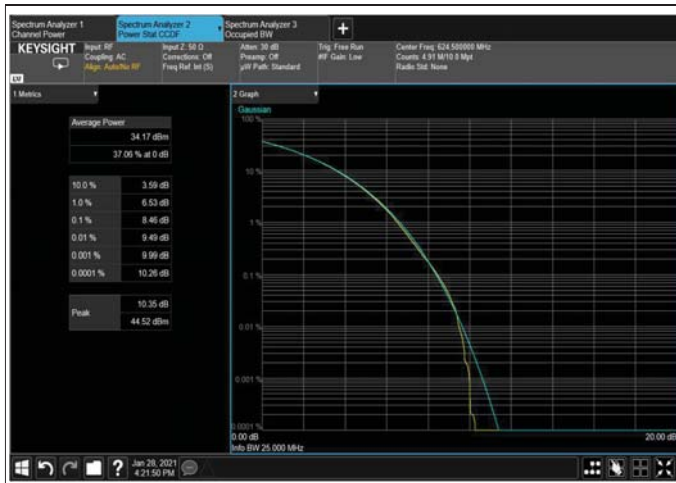 Spectrum Analyzer 1
Channel Power
Spectrum Analyzer 2
Power Stat CCDF
Spectrum Analyzer 3
Occupied BW
+
KEYSIGHT
LV
Input: RF
Coupling: AC
Align: Auto/No RF
Input Z: 50 Ω
Corrections: Off
Freq Ref: Int (S)
Atten: 30 dB
Preamp: Off
µW Path: Standard
Trig: Free Run
#IF Gain: Low
Center Freq: 624.500000 MHz
Counts: 4.91 M/10.0 Mpt
Radio Std: None
1 Metrics
Average Power
34.17 dBm
37.06 % at 0 dB
10.0 % 3.59 dB
1.0 % 6.53 dB
0.1 % 8.46 dB
0.01 % 9.49 dB
0.001 % 9.99 dB
0.0001 % 10.26 dB
Peak
10.35 dB
44.52 dBm
2 Graph
Gaussian
100 %
10 %
1 %
0.1 %
0.01 %
0.001 %
0.0001 %
0.00 dB
20.00 dB
Info BW 25.000 MHz
?
Jan 28, 2021
4:21:50 PM